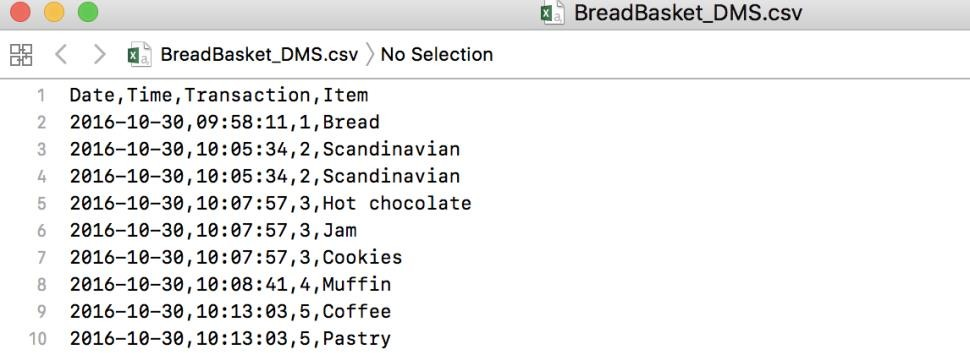 BreadBasket_DMS.csv
BreadBasket_DMS.csv 〉No Selection
1 Date,Time,Transaction,Item
2 2016-10-30,09:58:11,1,Bread
3 2016-10-30,10:05:34,2,Scandinavian
4 2016-10-30,10:05:34,2,Scandinavian
5 2016-10-30,10:07:57,3,Hot chocolate
6 2016-10-30,10:07:57,3,Jam
7 2016-10-30,10:07:57,3,Cookies
8 2016-10-30,10:08:41,4,Muffin
9 2016-10-30,10:13:03,5,Coffee
10 2016-10-30,10:13:03,5,Pastry